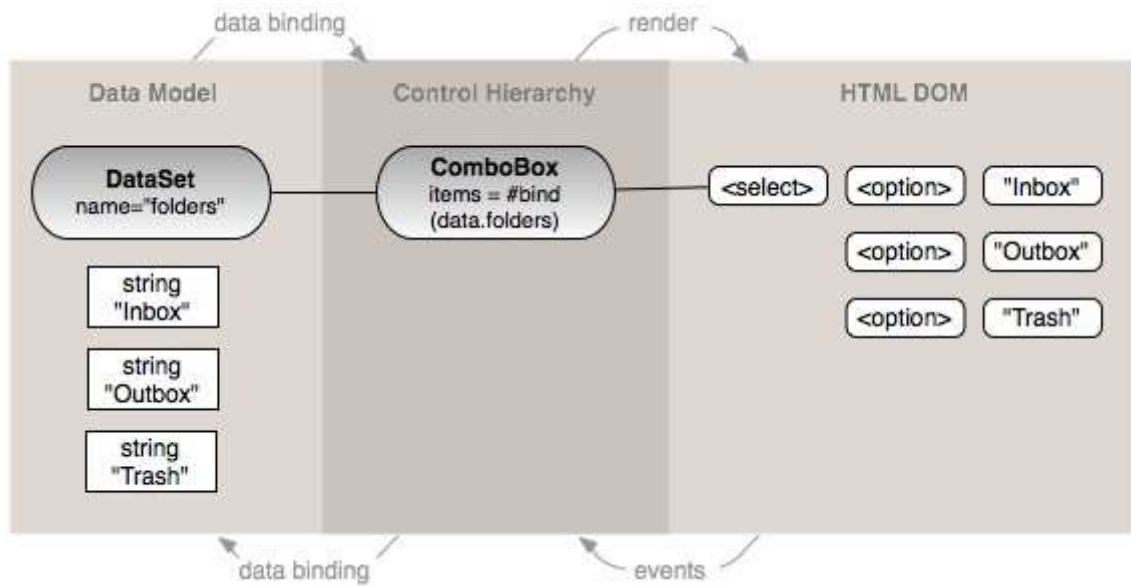 data binding
render
Data Model
Control Hierarchy
HTML DOM
DataSet
name="folders"
ComboBox
items = #bind
(data.folders)
<select>
<option>
"Inbox"
<option>
"Outbox"
<option>
"Trash"
string
"Inbox"
string
"Outbox"
string
"Trash"
data binding
events